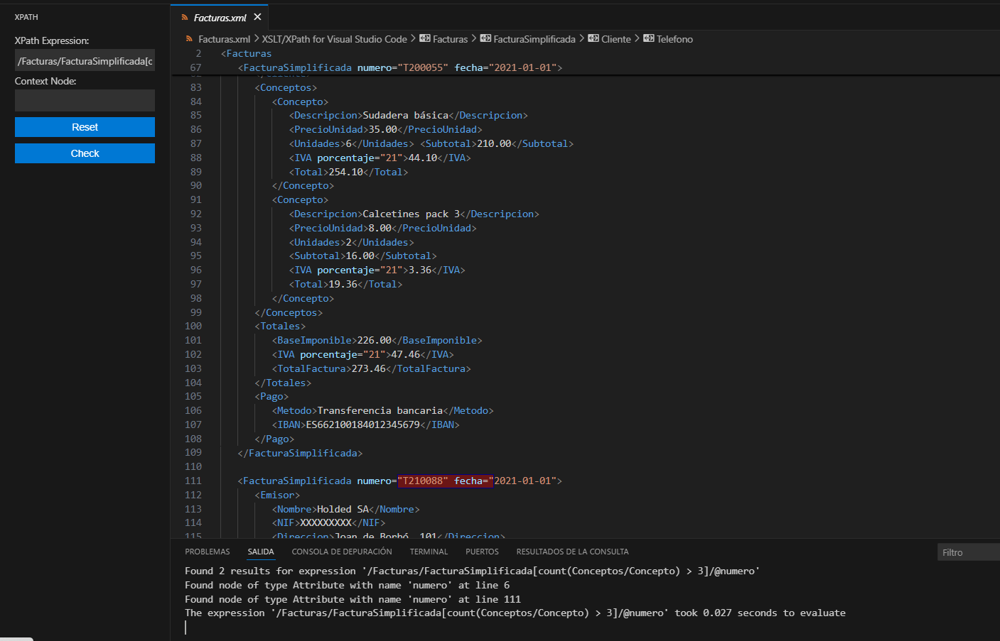 XPATH
XPath Expression:
/Facturas/FacturaSimplificada[c
Context Node:
Reset
Check
Facturas.xml
Facturas.xml > XSLT/XPath for Visual Studio Code > Facturas > FacturaSimplificada > Cliente > Telefono
2 <Facturas
67 <FacturaSimplificada numero="T200055" fecha="2021-01-01">
83 <Conceptos>
84 <Concepto>
85 <Descripcion>Sudadera básica</Descripcion>
86 <PrecioUnidad>35.00</PrecioUnidad>
87 <Unidades>6</Unidades> <Subtotal>210.00</Subtotal>
88 <IVA porcentaje="21">44.10</IVA>
89 <Total>254.10</Total>
90 </Concepto>
91 <Concepto>
92 <Descripcion>Calcetines pack 3</Descripcion>
93 <PrecioUnidad>8.00</PrecioUnidad>
94 <Unidades>2</Unidades>
95 <Subtotal>16.00</Subtotal>
96 <IVA porcentaje="21">3.36</IVA>
97 <Total>19.36</Total>
98 </Concepto>
99 </Conceptos>
100 <Totales>
101 <BaseImponible>226.00</BaseImponible>
102 <IVA porcentaje="21">47.46</IVA>
103 <TotalFactura>273.46</TotalFactura>
104 </Totales>
105 <Pago>
106 <Metodo>Transferencia bancaria</Metodo>
107 <IBAN>ES662100184012345679</IBAN>
108 </Pago>
109 </FacturaSimplificada>
110
111 <FacturaSimplificada numero="T210088" fecha="2021-01-01">
112 <Emisor>
113 <Nombre>Holded SA</Nombre>
114 <NIF>XXXXXXXXX</NIF>
115 <Direccion>Joan de Borbó, 101</Direccion>
PROBLEMAS SALIDA CONSOLA DE DEPURACIÓN TERMINAL PUERTOS RESULTADOS DE LA CONSULTA Filtro
Found 2 results for expression '/Facturas/FacturaSimplificada[count(Conceptos/Concepto) > 3]/@numero'
Found node of type Attribute with name 'numero' at line 6
Found node of type Attribute with name 'numero' at line 111
The expression '/Facturas/FacturaSimplificada[count(Conceptos/Concepto) > 3]/@numero' took 0.027 seconds to evaluate